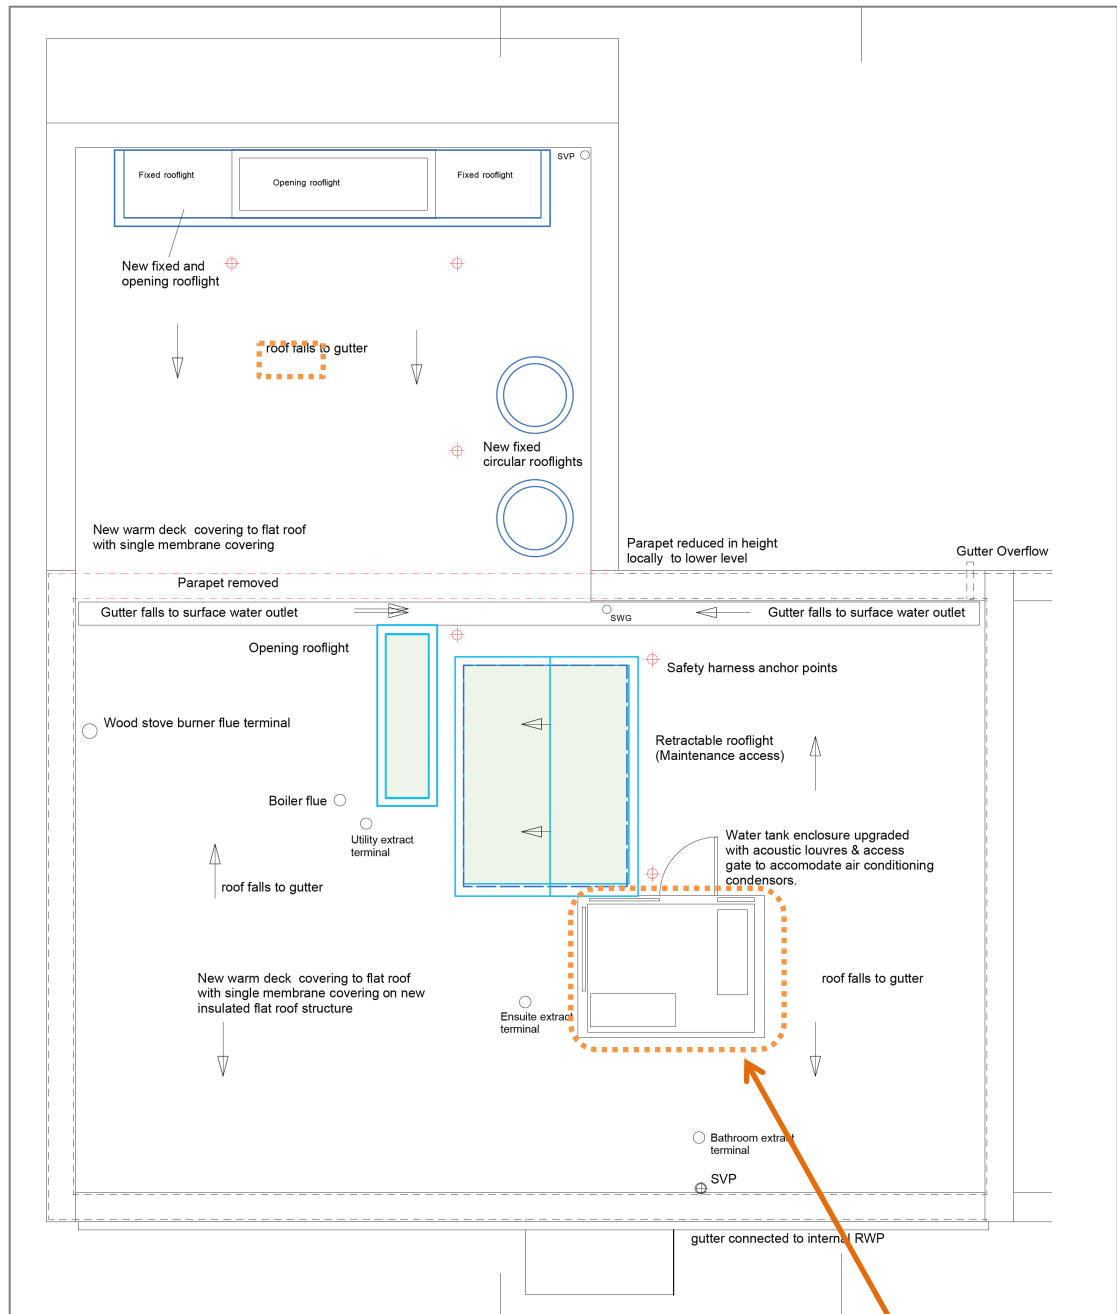 SVP
Fixed rooflight
Opening rooflight
Fixed rooflight
New fixed and
opening rooflight
roof falls to gutter
New fixed
circular rooflights
New warm deck covering to flat roof
with single membrane covering
Parapet reduced in height
locally to lower level
Gutter Overflow
Parapet removed
Gutter falls to surface water outlet
SWG
Gutter falls to surface water outlet
Opening rooflight
Safety harness anchor points
Wood stove burner flue terminal
Retractable rooflight
(Maintenance access)
Boiler flue
Utility extract
terminal
Water tank enclosure upgraded
with acoustic louvres & access
gate to accomodate air conditioning
condensors.
roof falls to gutter
New warm deck covering to flat roof
with single membrane covering on new
insulated flat roof structure
roof falls to gutter
Ensuite extract
terminal
Bathroom extract
terminal
SVP
gutter connected to internal RWP